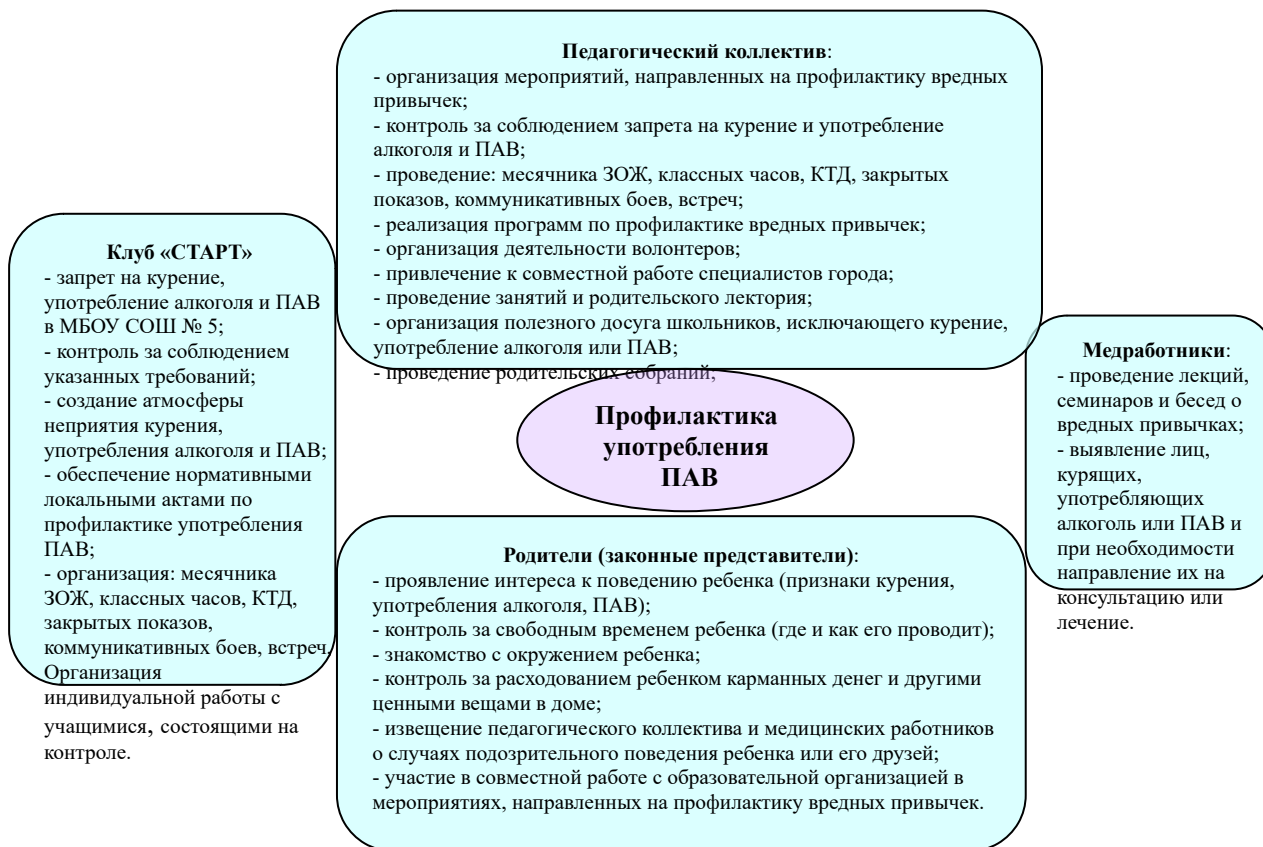 Педагогический коллектив:
- организация мероприятий, направленных на профилактику вредных
привычек;
- контроль за соблюдением запрета на курение и употребление
алкоголя и ПАВ;
- проведение: месячника ЗОЖ, классных часов, КТД, закрытых
показов, коммуникативных боев, встреч;
- реализация программ по профилактике вредных привычек;
- организация деятельности волонтеров;
- привлечение к совместной работе специалистов города;
- проведение занятий и родительского лектория;
- организация полезного досуга школьников, исключающего курение,
употребление алкоголя или ПАВ;
- проведение родительских собраний;
Клуб «СТАРТ»
- запрет на курение,
употребление алкоголя и ПАВ
в МБОУ СОШ № 5;
- контроль за соблюдением
указанных требований;
- создание атмосферы
неприятия курения,
употребления алкоголя и ПАВ;
- обеспечение нормативными
локальными актами по
профилактике употребления
ПАВ;
- организация: месячника
ЗОЖ, классных часов, КТД,
закрытых показов,
коммуникативных боев, встреч.
Организация
индивидуальной работы с
учащимися, состоящими на
контроле.
Профилактика
употребления
ПАВ
Медработники:
- проведение лекций,
семинаров и бесед о
вредных привычках;
- выявление лиц,
курящих,
употребляющих
алкоголь или ПАВ и
при необходимости
направление их на
консультацию или
лечение.
Родители (законные представители):
- проявление интереса к поведению ребенка (признаки курения,
употребления алкоголя, ПАВ);
- контроль за свободным временем ребенка (где и как его проводит);
- знакомство с окружением ребенка;
- контроль за расходованием ребенком карманных денег и другими
ценными вещами в доме;
- извещение педагогического коллектива и медицинских работников
о случаях подозрительного поведения ребенка или его друзей;
- участие в совместной работе с образовательной организацией в
мероприятиях, направленных на профилактику вредных привычек.